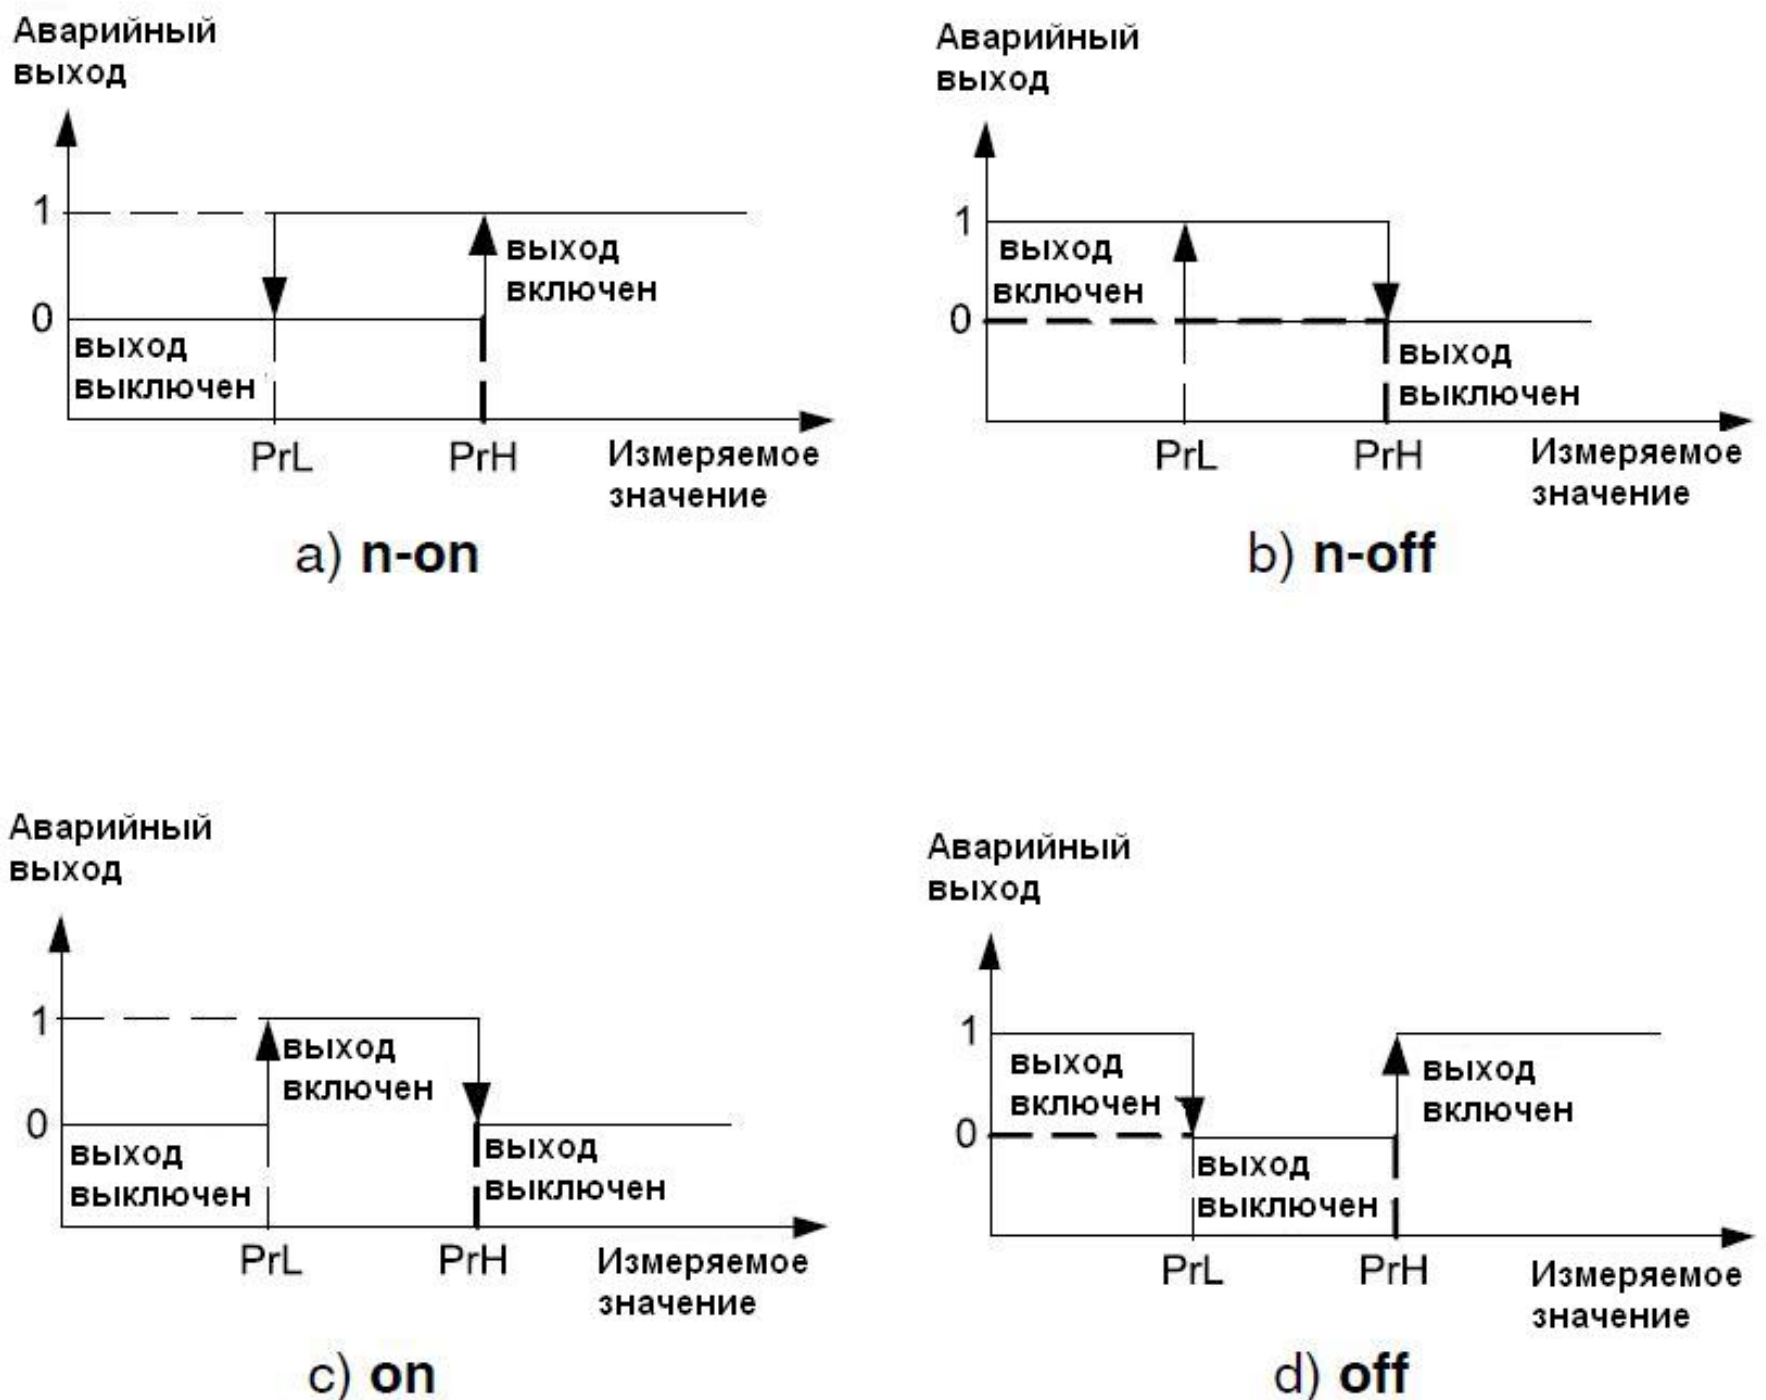 Аварийный
выход
1
0
выход
включен
выход
выключен
PrL
PrH
Измеряемое
значение
a) n-on
Аварийный
выход
1
выход
включен
0
выход
выключен
PrL
PrH
Измеряемое
значение
b) n-off
Аварийный
выход
1
выход
включен
0
выход
выключен
выход
выключен
PrL
PrH
Измеряемое
значение
c) on
Аварийный
выход
1
выход
включен
выход
включен
0
выход
выключен
PrL
PrH
Измеряемое
значение
d) off